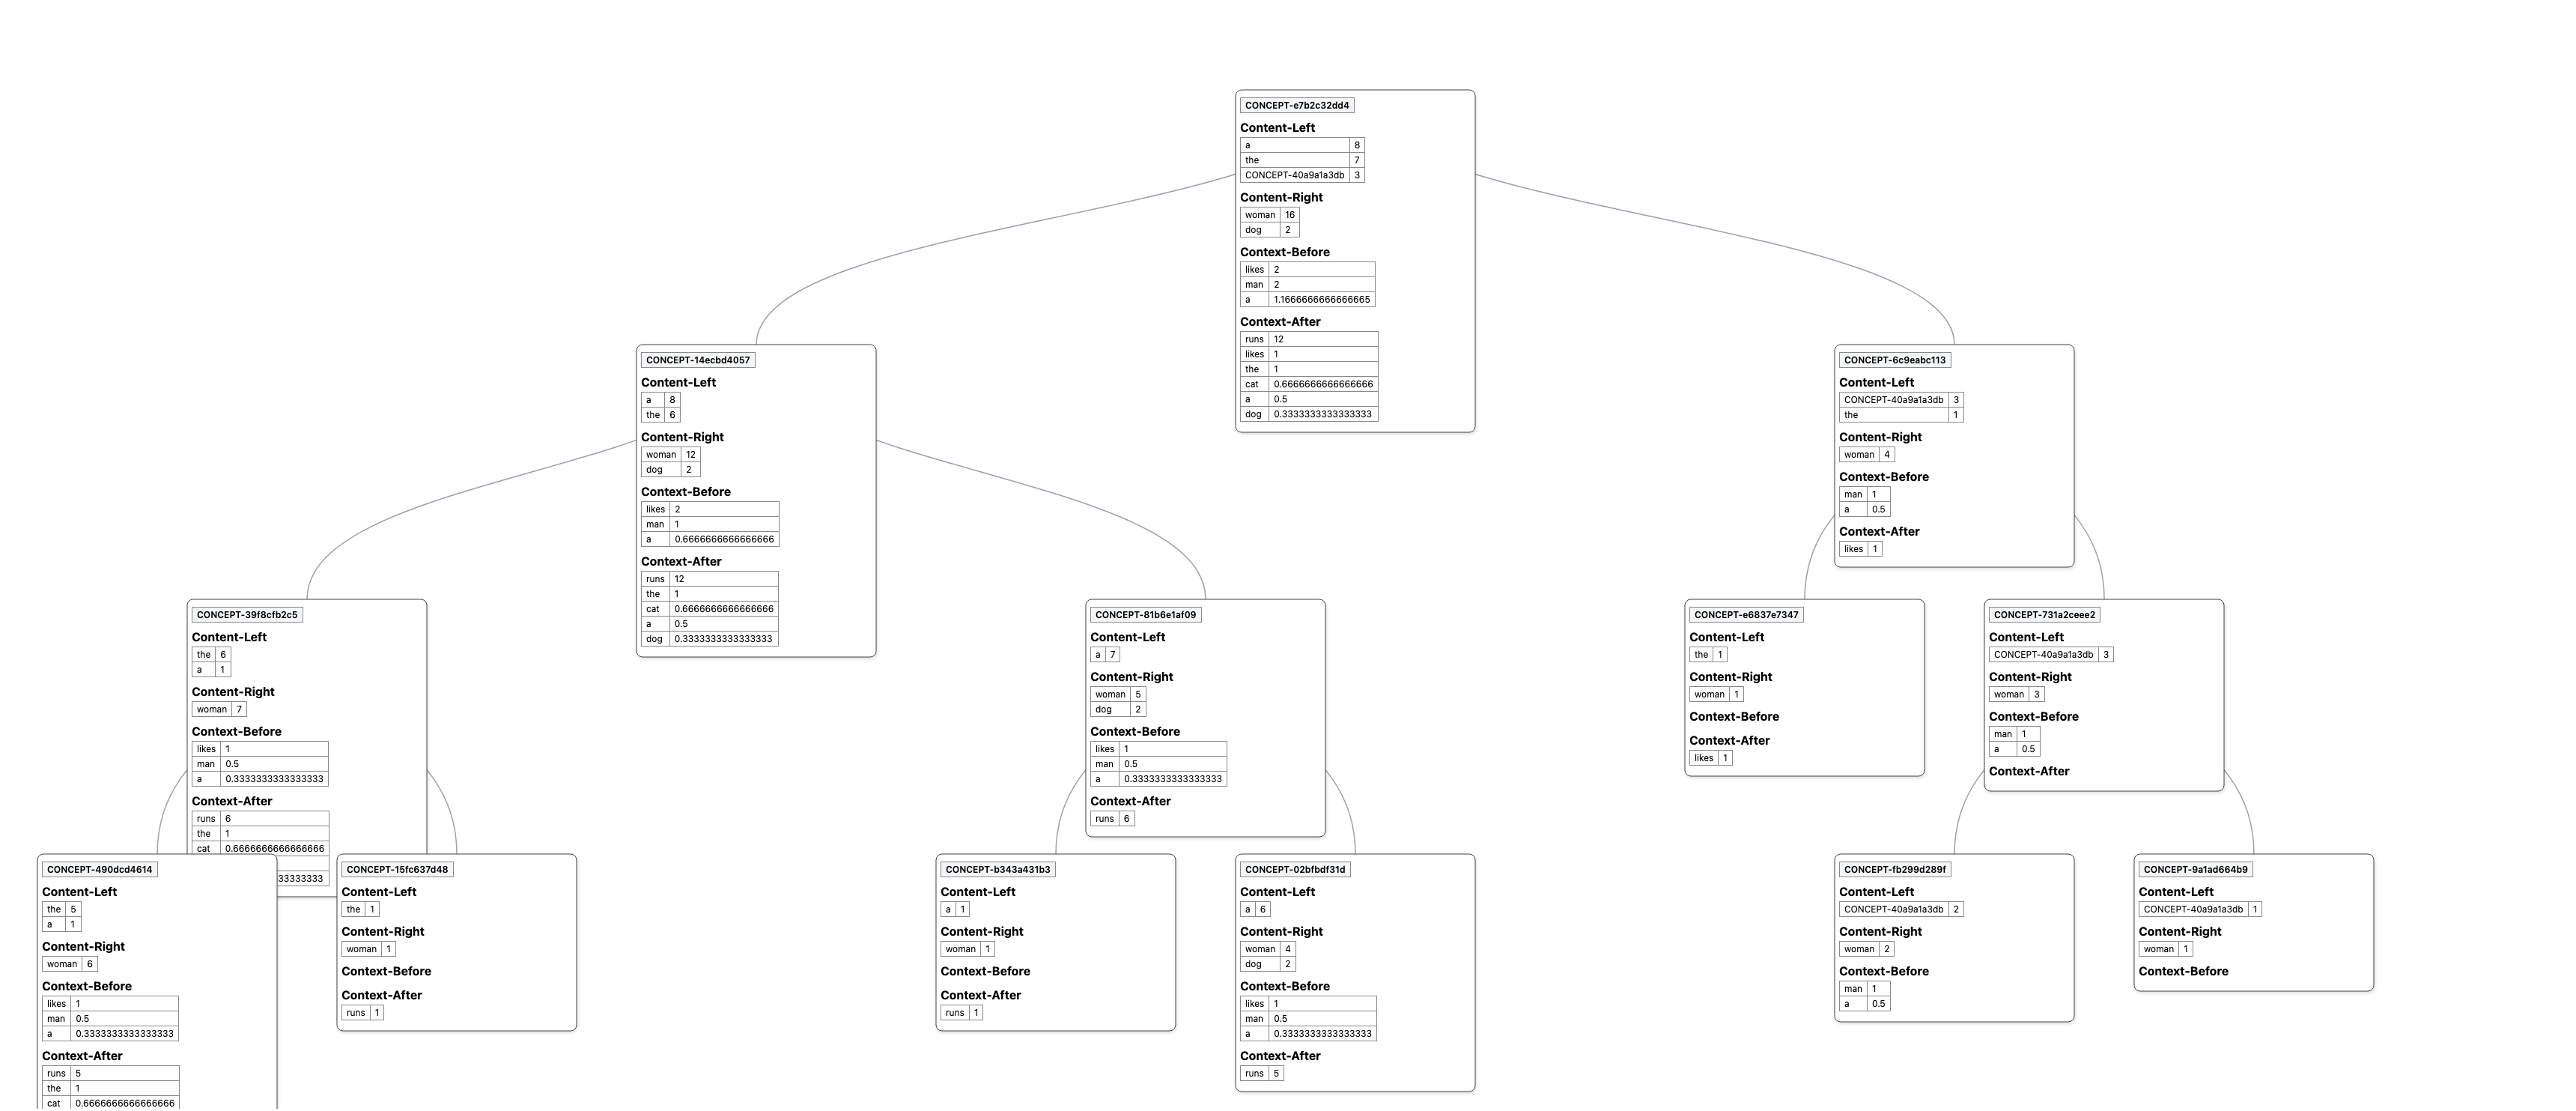 CONCEPT-e7b2c32dd4
Content-Left
a 8
the 7
CONCEPT-40a9a1a3db 3
Content-Right
woman 16
dog 2
Context-Before
likes 2
man 2
a 1.1666666666666665
Context-After
runs 12
likes 1
the 1
cat 0.6666666666666666
a 0.5
dog 0.3333333333333333
CONCEPT-14ecbd4057
Content-Left
a 8
the 6
Content-Right
woman 12
dog 2
Context-Before
likes 2
man 1
a 0.6666666666666666
Context-After
runs 12
the 1
cat 0.6666666666666666
a 0.5
dog 0.3333333333333333
CONCEPT-6c9eabc113
Content-Left
CONCEPT-40a9a1a3db 3
the 1
Content-Right
woman 4
Context-Before
man 1
a 0.5
Context-After
likes 1
CONCEPT-39f8cfb2c5
Content-Left
the 6
a 1
Content-Right
woman 7
Context-Before
likes 1
man 0.5
a 0.3333333333333333
Context-After
runs 6
the 1
cat 0.6666666666666666
33333333
CONCEPT-81b6e1af09
Content-Left
a 7
Content-Right
woman 5
dog 2
Context-Before
likes 1
man 0.5
a 0.3333333333333333
Context-After
runs 6
CONCEPT-e6837e7347
Content-Left
the 1
Content-Right
woman 1
Context-Before
Context-After
likes 1
CONCEPT-731a2ceee2
Content-Left
CONCEPT-40a9a1a3db 3
Content-Right
woman 3
Context-Before
man 1
a 0.5
Context-After
CONCEPT-490dcd4614
Content-Left
the 5
a 1
Content-Right
woman 6
Context-Before
likes 1
man 0.5
a 0.3333333333333333
Context-After
runs 5
the 1
cat 0.6666666666666666
CONCEPT-15fc637d48
Content-Left
the 1
Content-Right
woman 1
Context-Before
Context-After
runs 1
CONCEPT-b343a431b3
Content-Left
a 1
Content-Right
woman 1
Context-Before
Context-After
runs 1
CONCEPT-02bfbdf31d
Content-Left
a 6
Content-Right
woman 4
dog 2
Context-Before
likes 1
man 0.5
a 0.3333333333333333
Context-After
runs 5
CONCEPT-fb299d289f
Content-Left
CONCEPT-40a9a1a3db 2
Content-Right
woman 2
Context-Before
man 1
a 0.5
CONCEPT-9a1ad664b9
Content-Left
CONCEPT-40a9a1a3db 1
Content-Right
woman 1
Context-Before